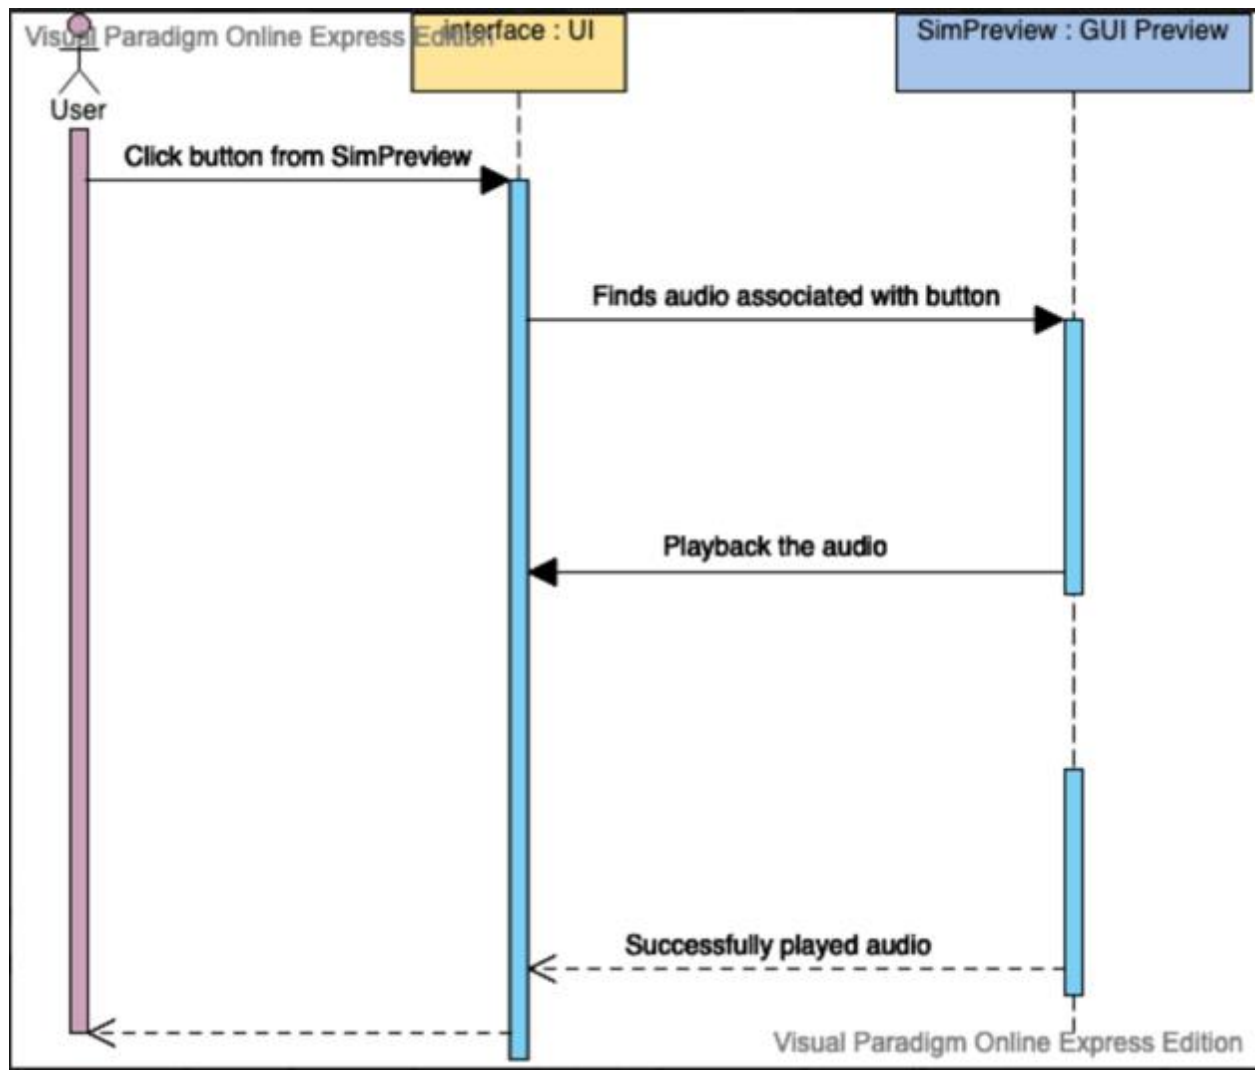 Visual Paradigm Online Express Edition
interface : UI
SimPreview : GUI Preview
User
Click button from SimPreview
Finds audio associated with button
Playback the audio
Successfully played audio
Visual Paradigm Online Express Edition